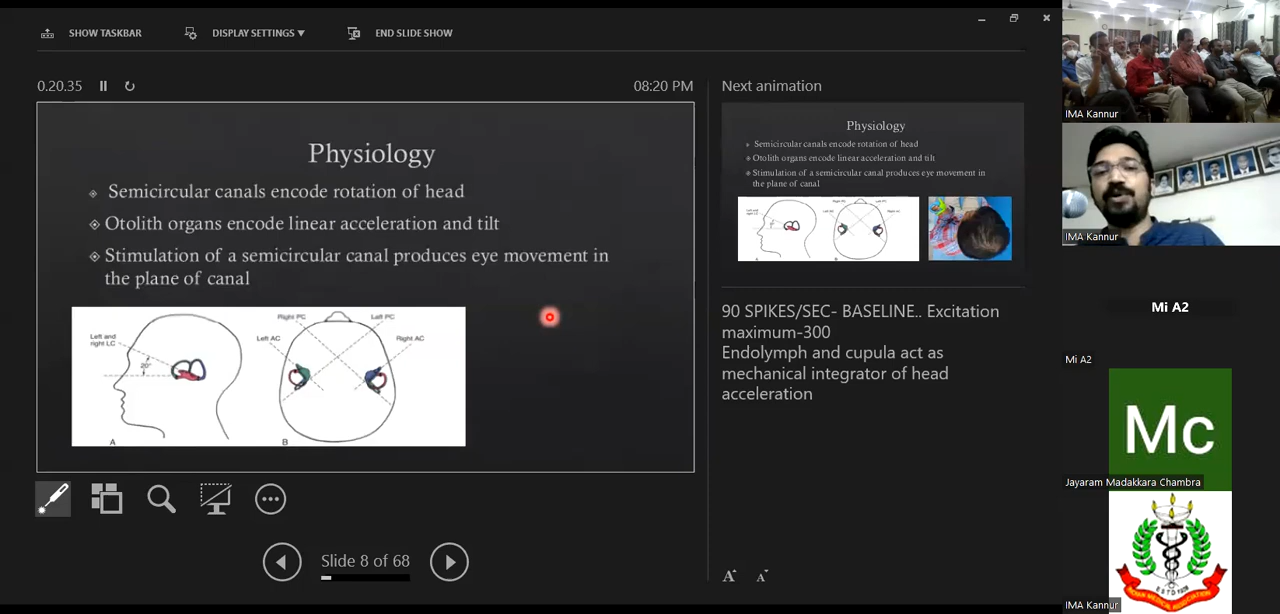 SHOW TASKBAR
DISPLAY SETTINGS ▾
END SLIDE SHOW
0.20.35
08:20 PM
Physiology
Semicircular canals encode rotation of head
Otolith organs encode linear acceleration and tilt
Stimulation of a semicircular canal produces eye movement in
the plane of canal
Left and
right LC
20°
A
Right PC
Left PC
Left AC
Right AC
B
Slide 8 of 68
Next animation
Physiology
Semicircular canals encode rotation of head
Otolith organs encode linear acceleration and tilt
Stimulation of a semicircular canal produces eye movement in
the plane of canal
90 SPIKES/SEC- BASELINE.. Excitation
maximum-300
Endolymph and cupula act as
mechanical integrator of head
acceleration
A
A
IMA Kannur
IMA Kannur
Mi A2
Mi A2
Mc
Jayaram Madakkara Chambra
INDIAN MEDICAL ASSOCIATION
IMA Kannur